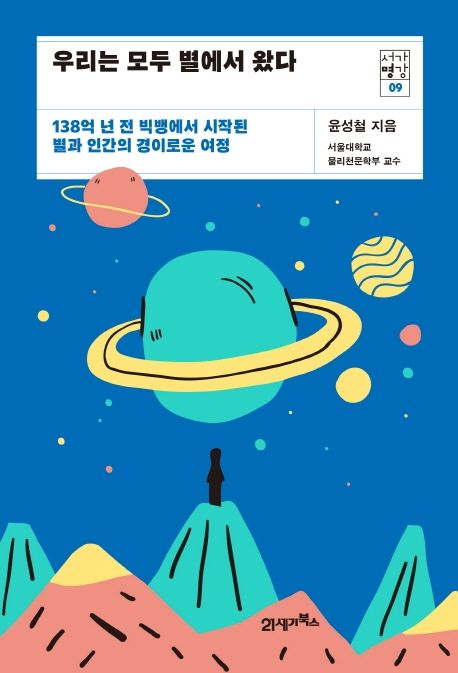 우리는 모두 별에서 왔다
서가
명강
09
138억 년 전 빅뱅에서 시작된
별과 인간의 경이로운 여정
윤성철 지음
서울대학교
물리천문학부 교수
21세기북스